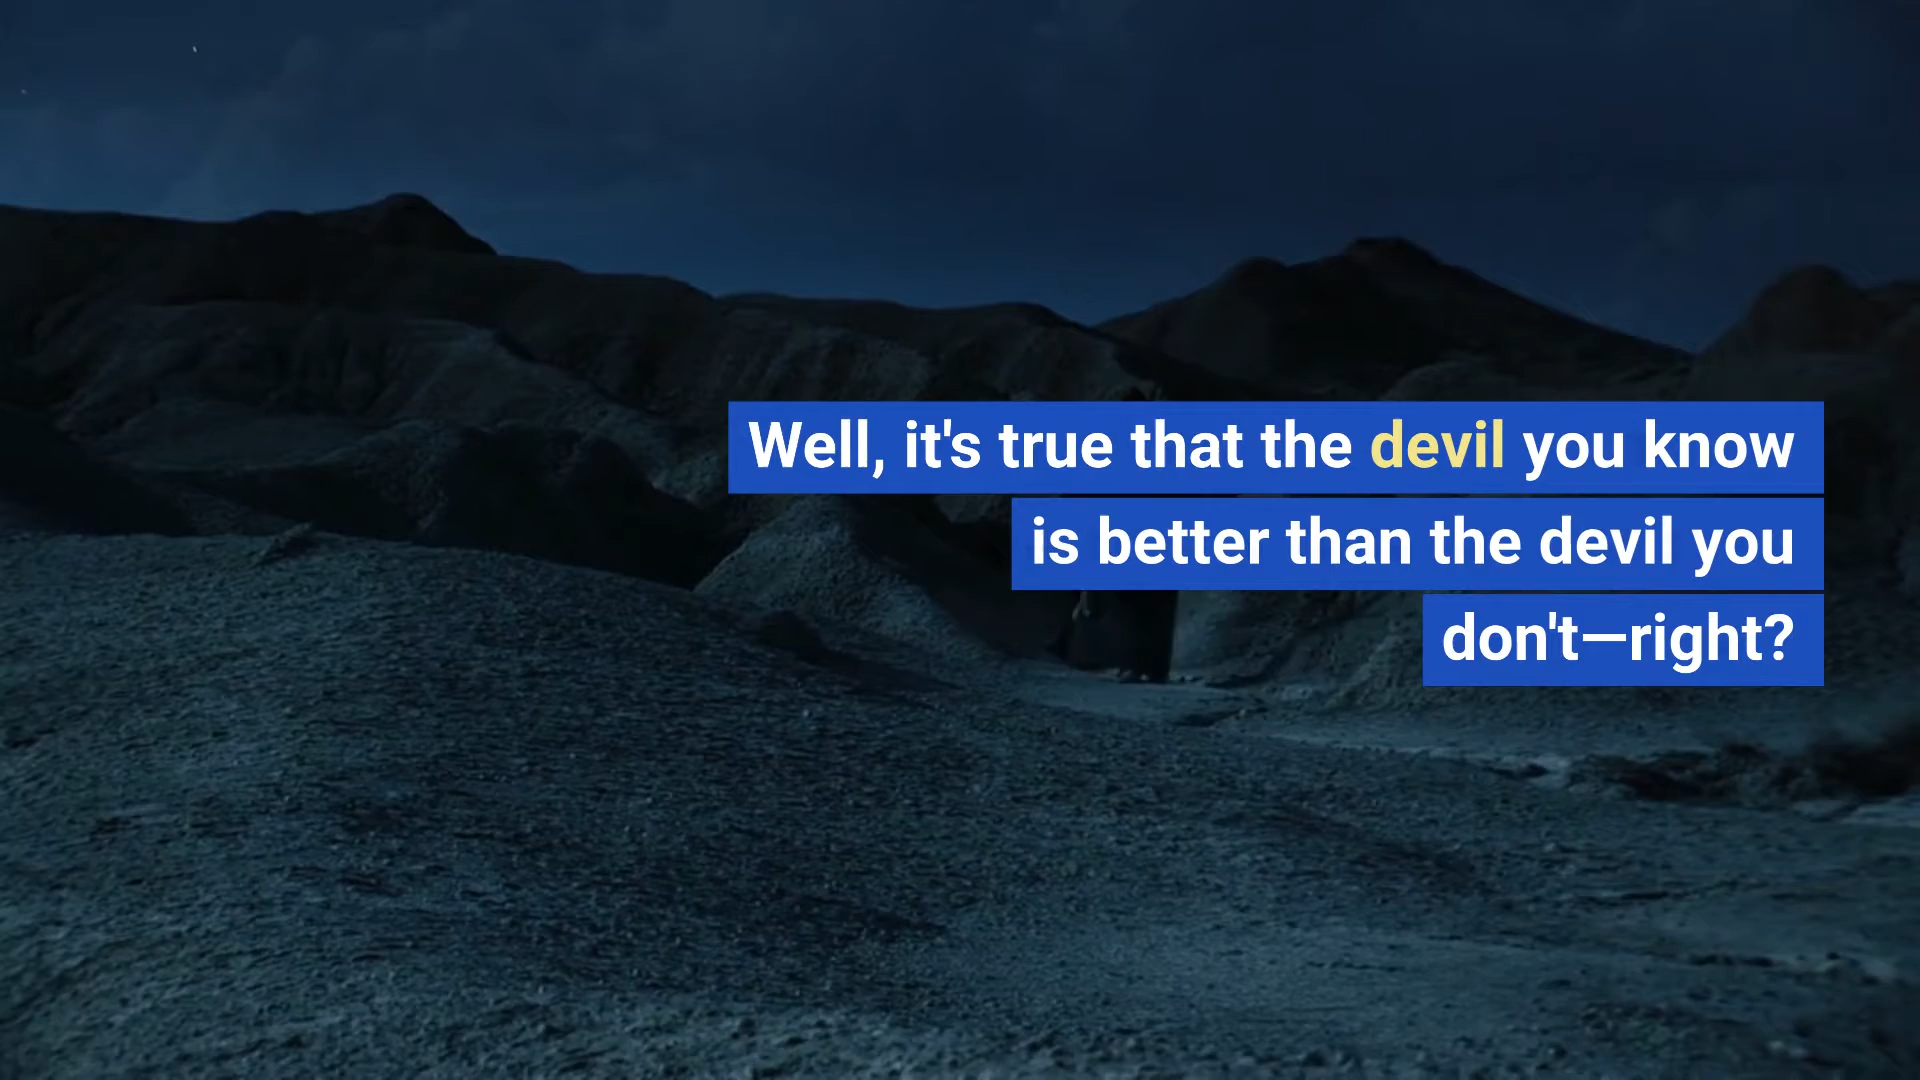 Well, it's true that the devil you know
is better than the devil you
don't—right?